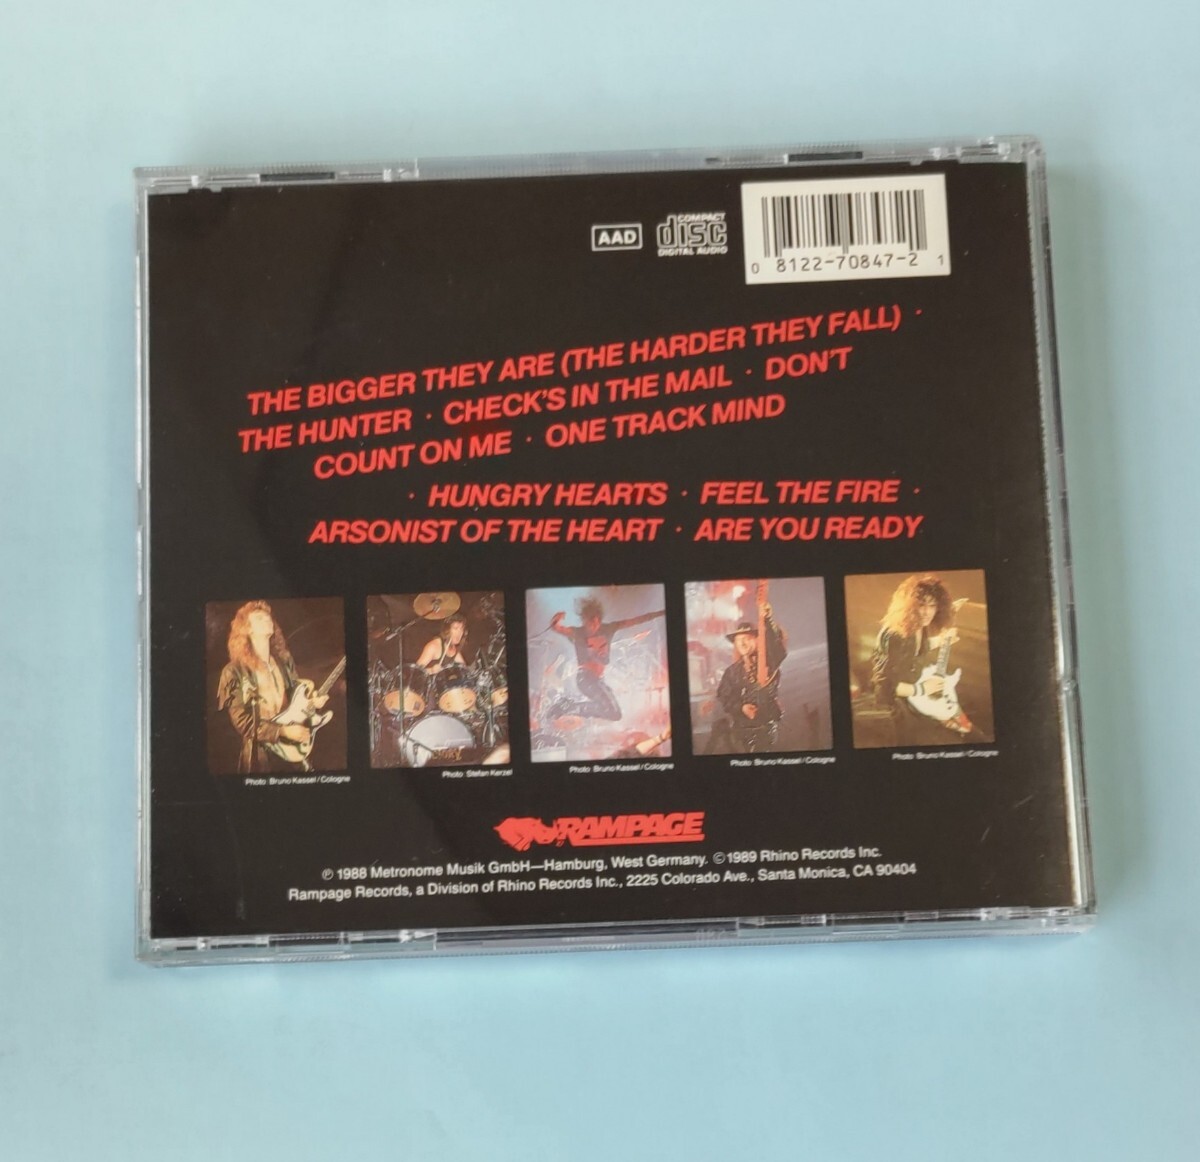 AAD
COMPACT
disc
DIGITAL AUDIO
0 8122-70847-2 1
THE BIGGER THEY ARE (THE HARDER THEY FALL) ·
THE HUNTER · CHECK'S IN THE MAIL · DON'T
COUNT ON ME · ONE TRACK MIND
· HUNGRY HEARTS · FEEL THE FIRE ·
ARSONIST OF THE HEART · ARE YOU READY
Photo: Bruno Kassel/Cologne
Photo: Stefan Kerzel
Photo: Bruno Kassel/Cologne
Photo: Bruno Kassel/Cologne
Photo: Bruno Kassel/Cologne
RAMPAGE
℗ 1988 Metronome Musik GmbH—Hamburg, West Germany. © 1989 Rhino Records Inc.
Rampage Records, a Division of Rhino Records Inc., 2225 Colorado Ave., Santa Monica, CA 90404